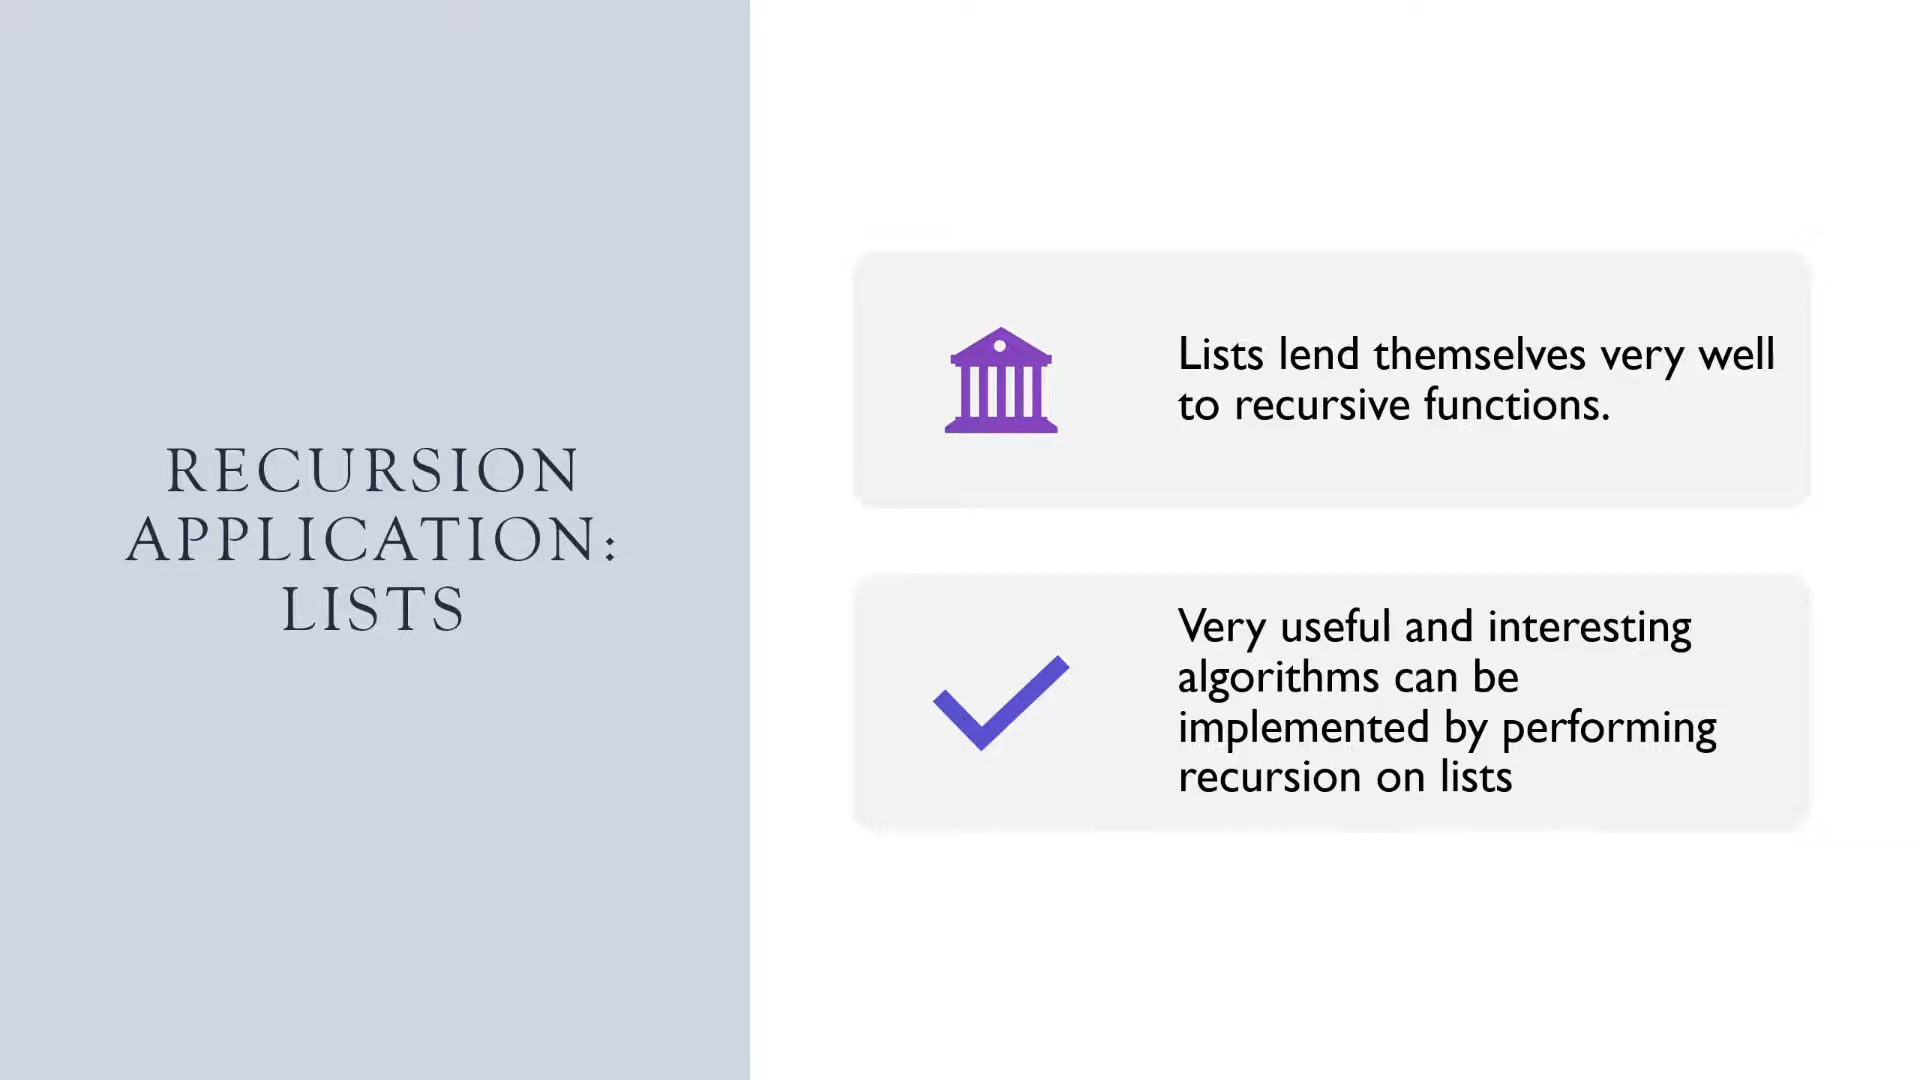 RECURSION
APPLICATION:
LISTS
Lists lend themselves very well
to recursive functions.
Very useful and interesting
algorithms can be
implemented by performing
recursion on lists